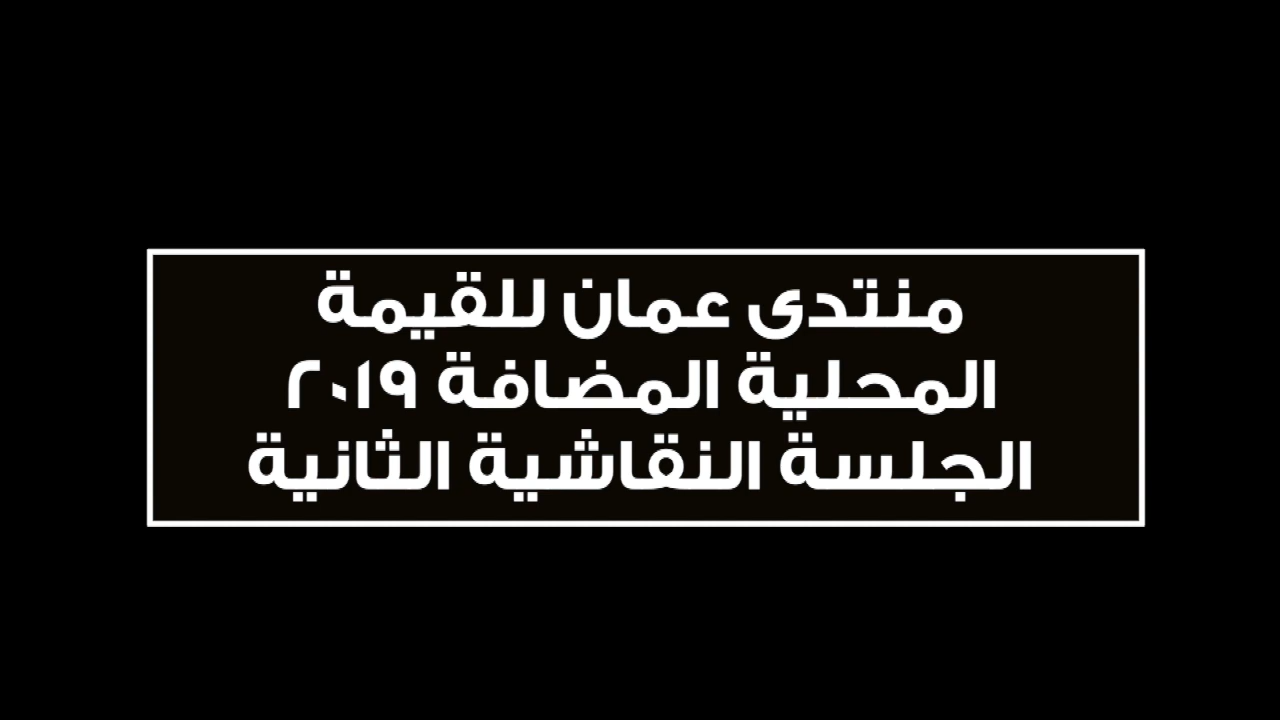 منتدى عمان للقيمة
المحلية المضافة ٢٠١٩
الجلسة النقاشية الثانية